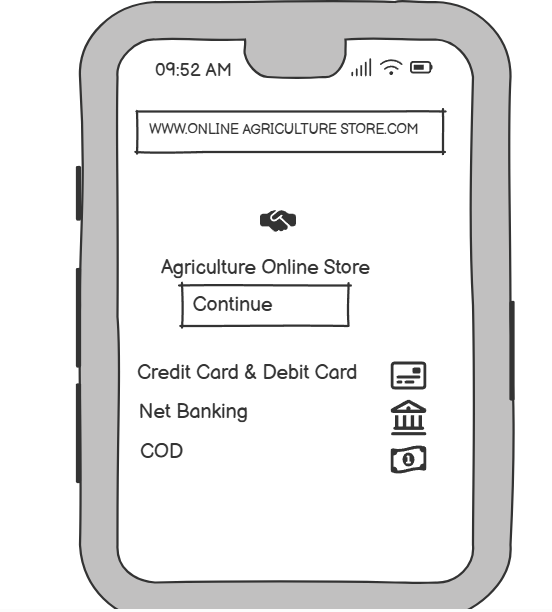 09:52 AM
WWW.ONLINE AGRICULTURE STORE.COM
Agriculture Online Store
Continue
Credit Card & Debit Card
Net Banking
COD
1